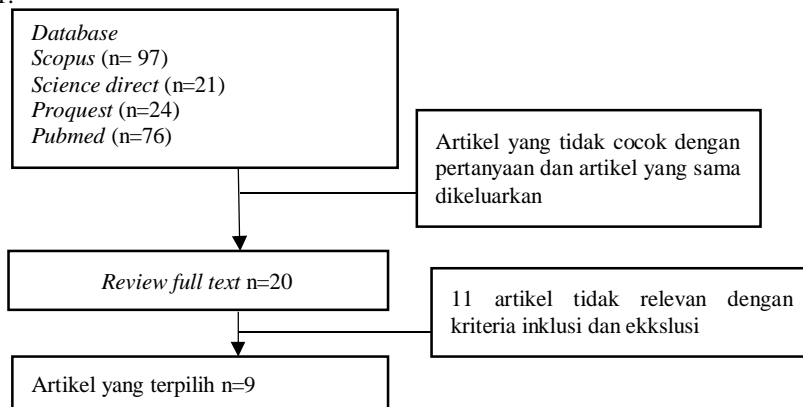 Database
Scopus (n= 97)
Science direct (n=21)
Proquest (n=24)
Pubmed (n=76)
Artikel yang tidak cocok dengan
pertanyaan dan artikel yang sama
dikeluarkan
Review full text n=20
11 artikel tidak relevan dengan
kriteria inklusi dan ekkslusi
Artikel yang terpilih n=9